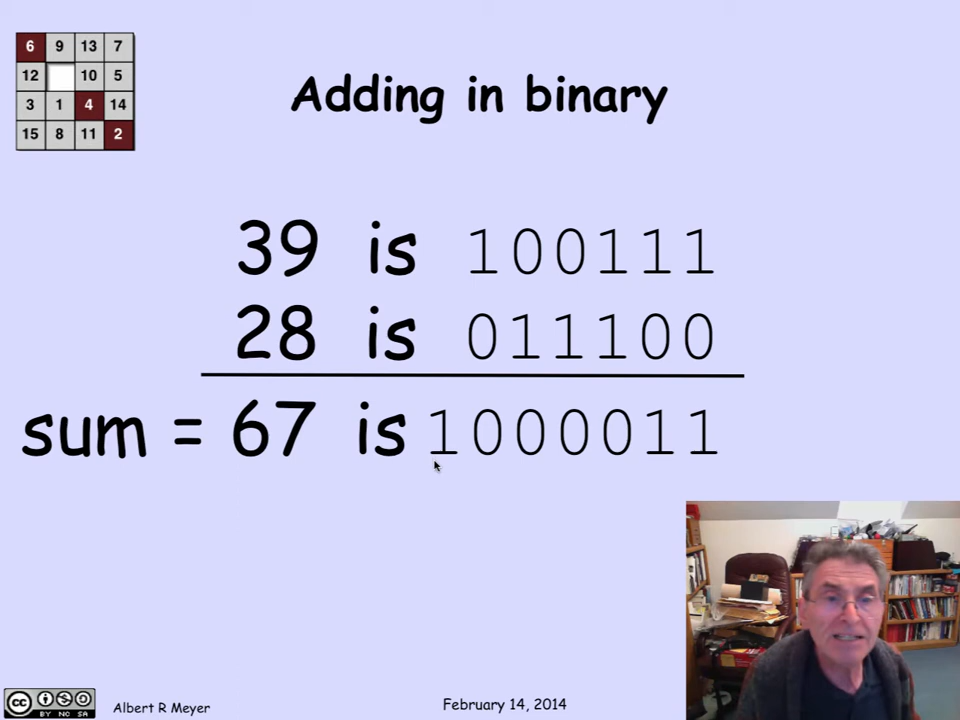 6 9 13 7
12 10 5
3 1 4 14
15 8 11 2
Adding in binary
39 is 100111
28 is 011100
sum = 67 is 1000011
cc
BY NC SA
Albert R Meyer
February 14, 2014